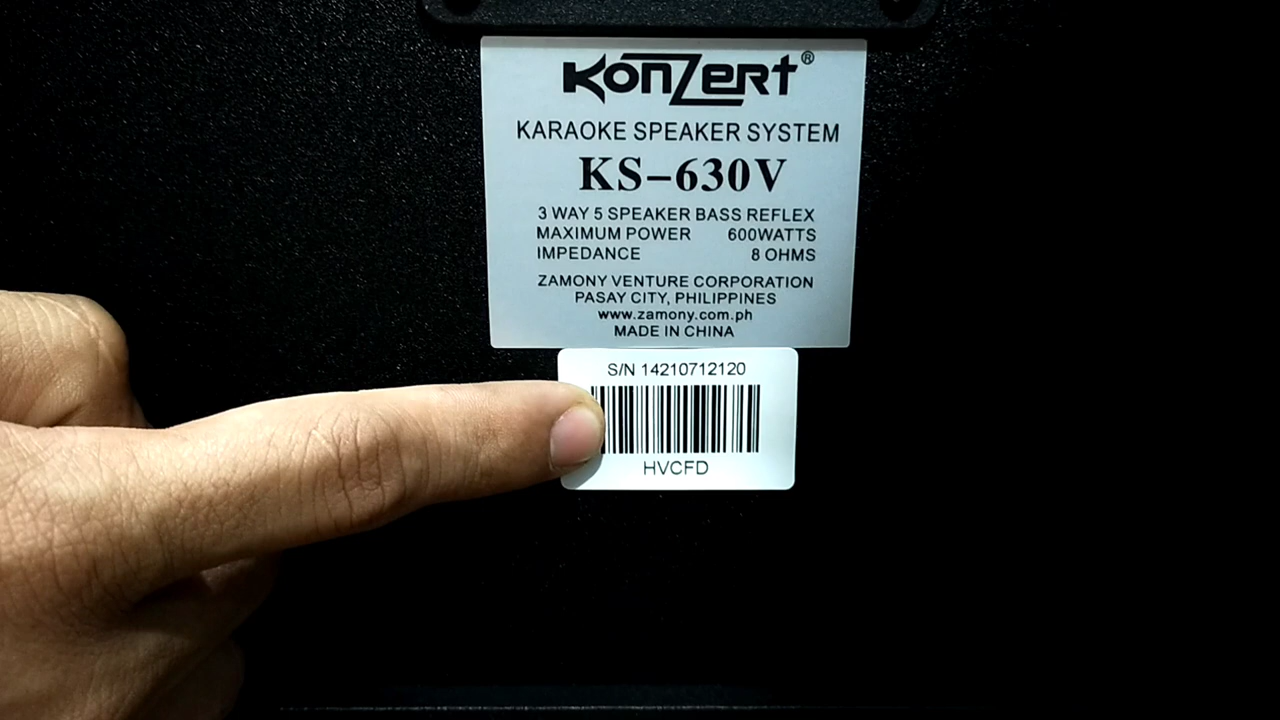 KonZert®
KARAOKE SPEAKER SYSTEM
KS-630V
3 WAY 5 SPEAKER BASS REFLEX
MAXIMUM POWER 600WATTS
IMPEDANCE 8 OHMS
ZAMONY VENTURE CORPORATION
PASAY CITY, PHILIPPINES
www.zamony.com.ph
MADE IN CHINA
S/N 14210712120
HVCFD